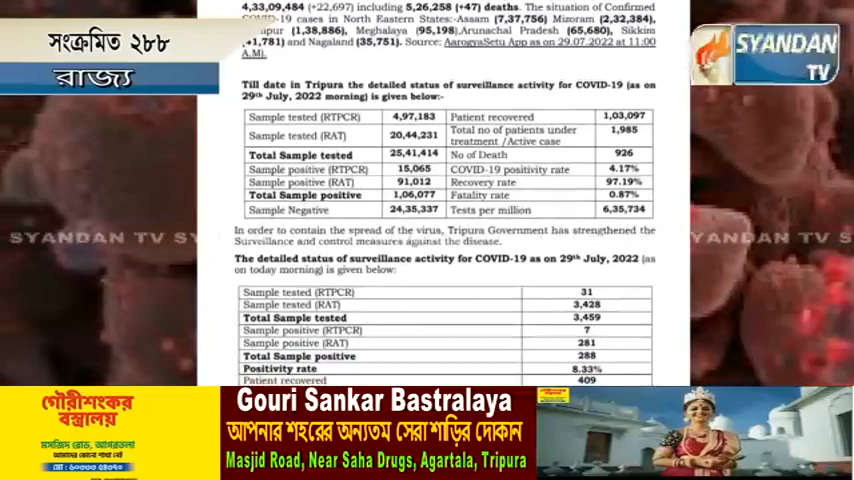 সংক্রমিত ২৮৮
রাজ্য
SYANDAN
TV
4,33,09,484 (+22,697) including 5,26,258 (+47) deaths. The situation of Confirmed
COVID-19 cases in North Eastern States:-Assam (7,37,756) Mizoram (2,32,384),
(1,38,886), Meghalaya (95,198),Arunachal Pradesh (65,680), Sikkim
(+1,781) and Nagaland (35,751). Source: AarogyaSetu App as on 29.07.2022 at 11:00
A.M).
Till date in Tripura the detailed status of surveillance activity for COVID-19 (as on
29th July, 2022 morning) is given below:-
Sample tested (RTPCR) 4,97,183 Patient recovered 1,03,097
Sample tested (RAT) 20,44,231 Total no of patients under treatment /Active case 1,985
Total Sample tested 25,41,414 No of Death 926
Sample positive (RTPCR) 15,065 COVID-19 positivity rate 4.17%
Sample positive (RAT) 91,012 Recovery rate 97.19%
Total Sample positive 1,06,077 Fatality rate 0.87%
Sample Negative 24,35,337 Tests per million 6,35,734
In order to contain the spread of the virus, Tripura Government has strengthened the
Surveillance and control measures against the disease.
SYANDAN TV SY
SYANDAN TV
The detailed status of surveillance activity for COVID-19 as on 29th July, 2022 (as
on today morning) is given below:
Sample tested (RTPCR) 31
Sample tested (RAT) 3,428
Total Sample tested 3,459
Sample positive (RTPCR) 7
Sample positive (RAT) 281
Total Sample positive 288
Positivity rate 8.33%
Patient recovered 409
গৌরীশংকর
বস্ত্রালয়
মসজিদ রোড, আগরতলা
আমাদের কোনো শাখা নেই
Gouri Sankar Bastralaya
আপনার শহরের অন্যতম সেরা শাড়ির দোকান
Masjid Road, Near Saha Drugs, Agartala, Tripura